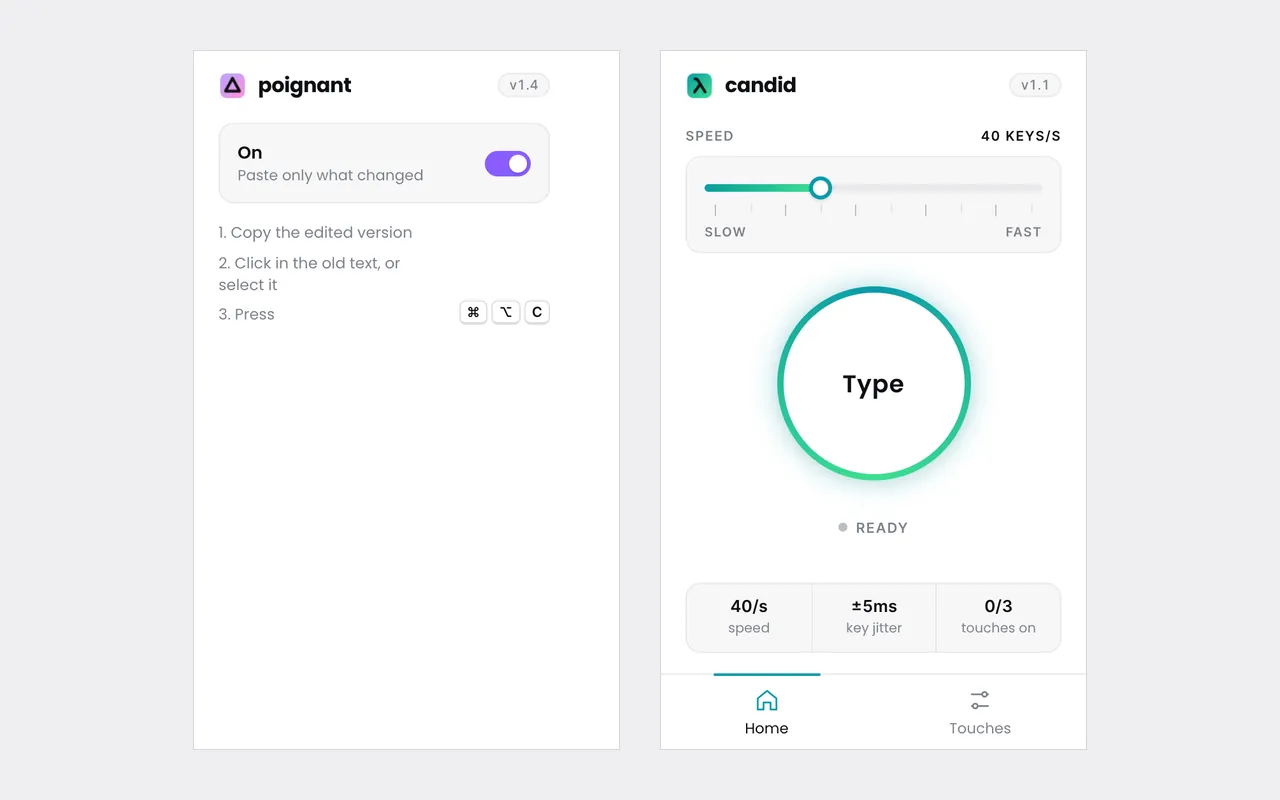 poignant
v1.4
On
Paste only what changed
1. Copy the edited version
2. Click in the old text, or
select it
3. Press
⌘ ⌥ C
candid
v1.1
SPEED
40 KEYS/S
SLOW
FAST
Type
READY
40/s
speed
±5ms
key jitter
0/3
touches on
Home
Touches